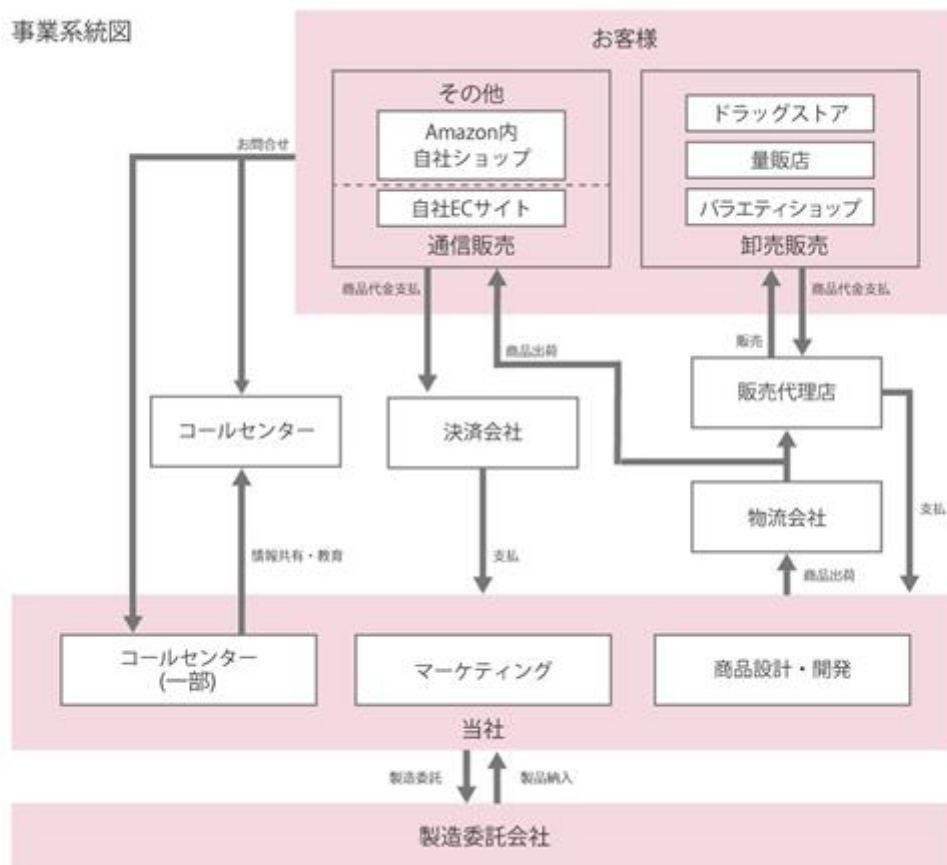 事業系統図
お客様
その他
Amazon内
自社ショップ
自社ECサイト
通信販売
ドラッグストア
量販店
バラエティショップ
卸売販売
お問合せ
商品代金支払
商品出荷
販売
商品代金支払
コールセンター
決済会社
販売代理店
物流会社
支払
情報共有・教育
支払
商品出荷
コールセンター
(一部)
マーケティング
商品設計・開発
当社
製造委託
製品納入
製造委託会社